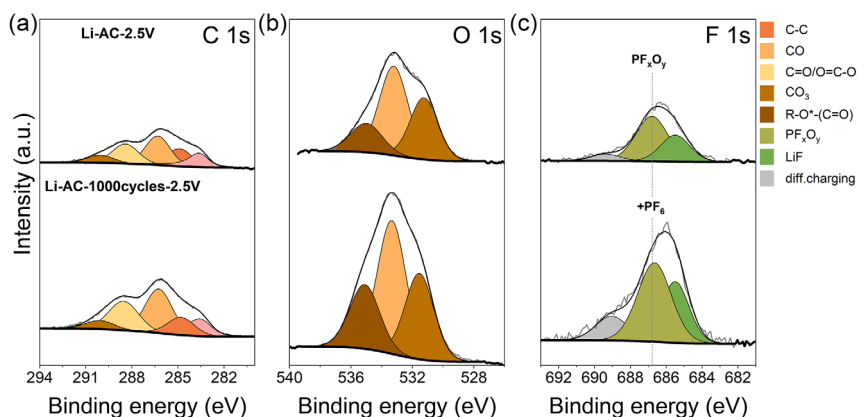 (a)
Li-AC-2.5V
C 1s
Li-AC-1000cycles-2.5V
Intensity (a.u.)
294 291 288 285 282
Binding energy (eV)
(b)
O 1s
540 536 532 528
Binding energy (eV)
(c)
F 1s
PFₓOᵧ
+PF₆
692 690 688 686 684 682
Binding energy (eV)
C-C
CO
C=O/O=C-O
CO₃
R-O*-(C=O)
PFₓOᵧ
LiF
diff.charging